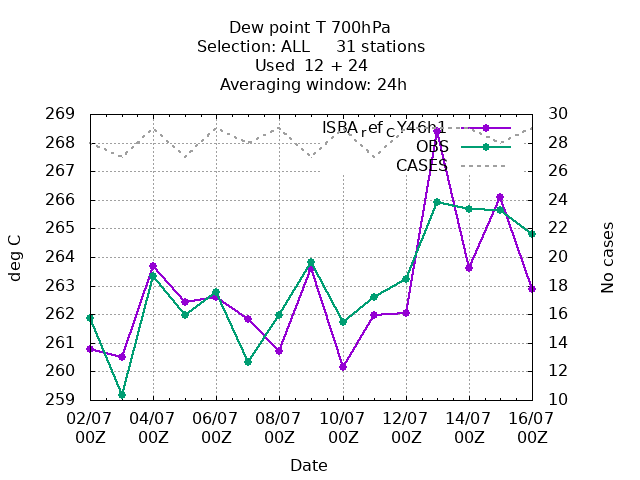 Dew point T 700hPa
Selection: ALL     31 stations
Used  12 + 24
Averaging window: 24h
269
268
267
266
265
264
263
262
261
260
259
deg C
30
28
26
24
22
20
18
16
14
12
10
No cases
ISBA_ref_CY46h1
OBS
CASES
02/07 04/07 06/07 08/07 10/07 12/07 14/07 16/07
00Z 00Z 00Z 00Z 00Z 00Z 00Z 00Z
Date